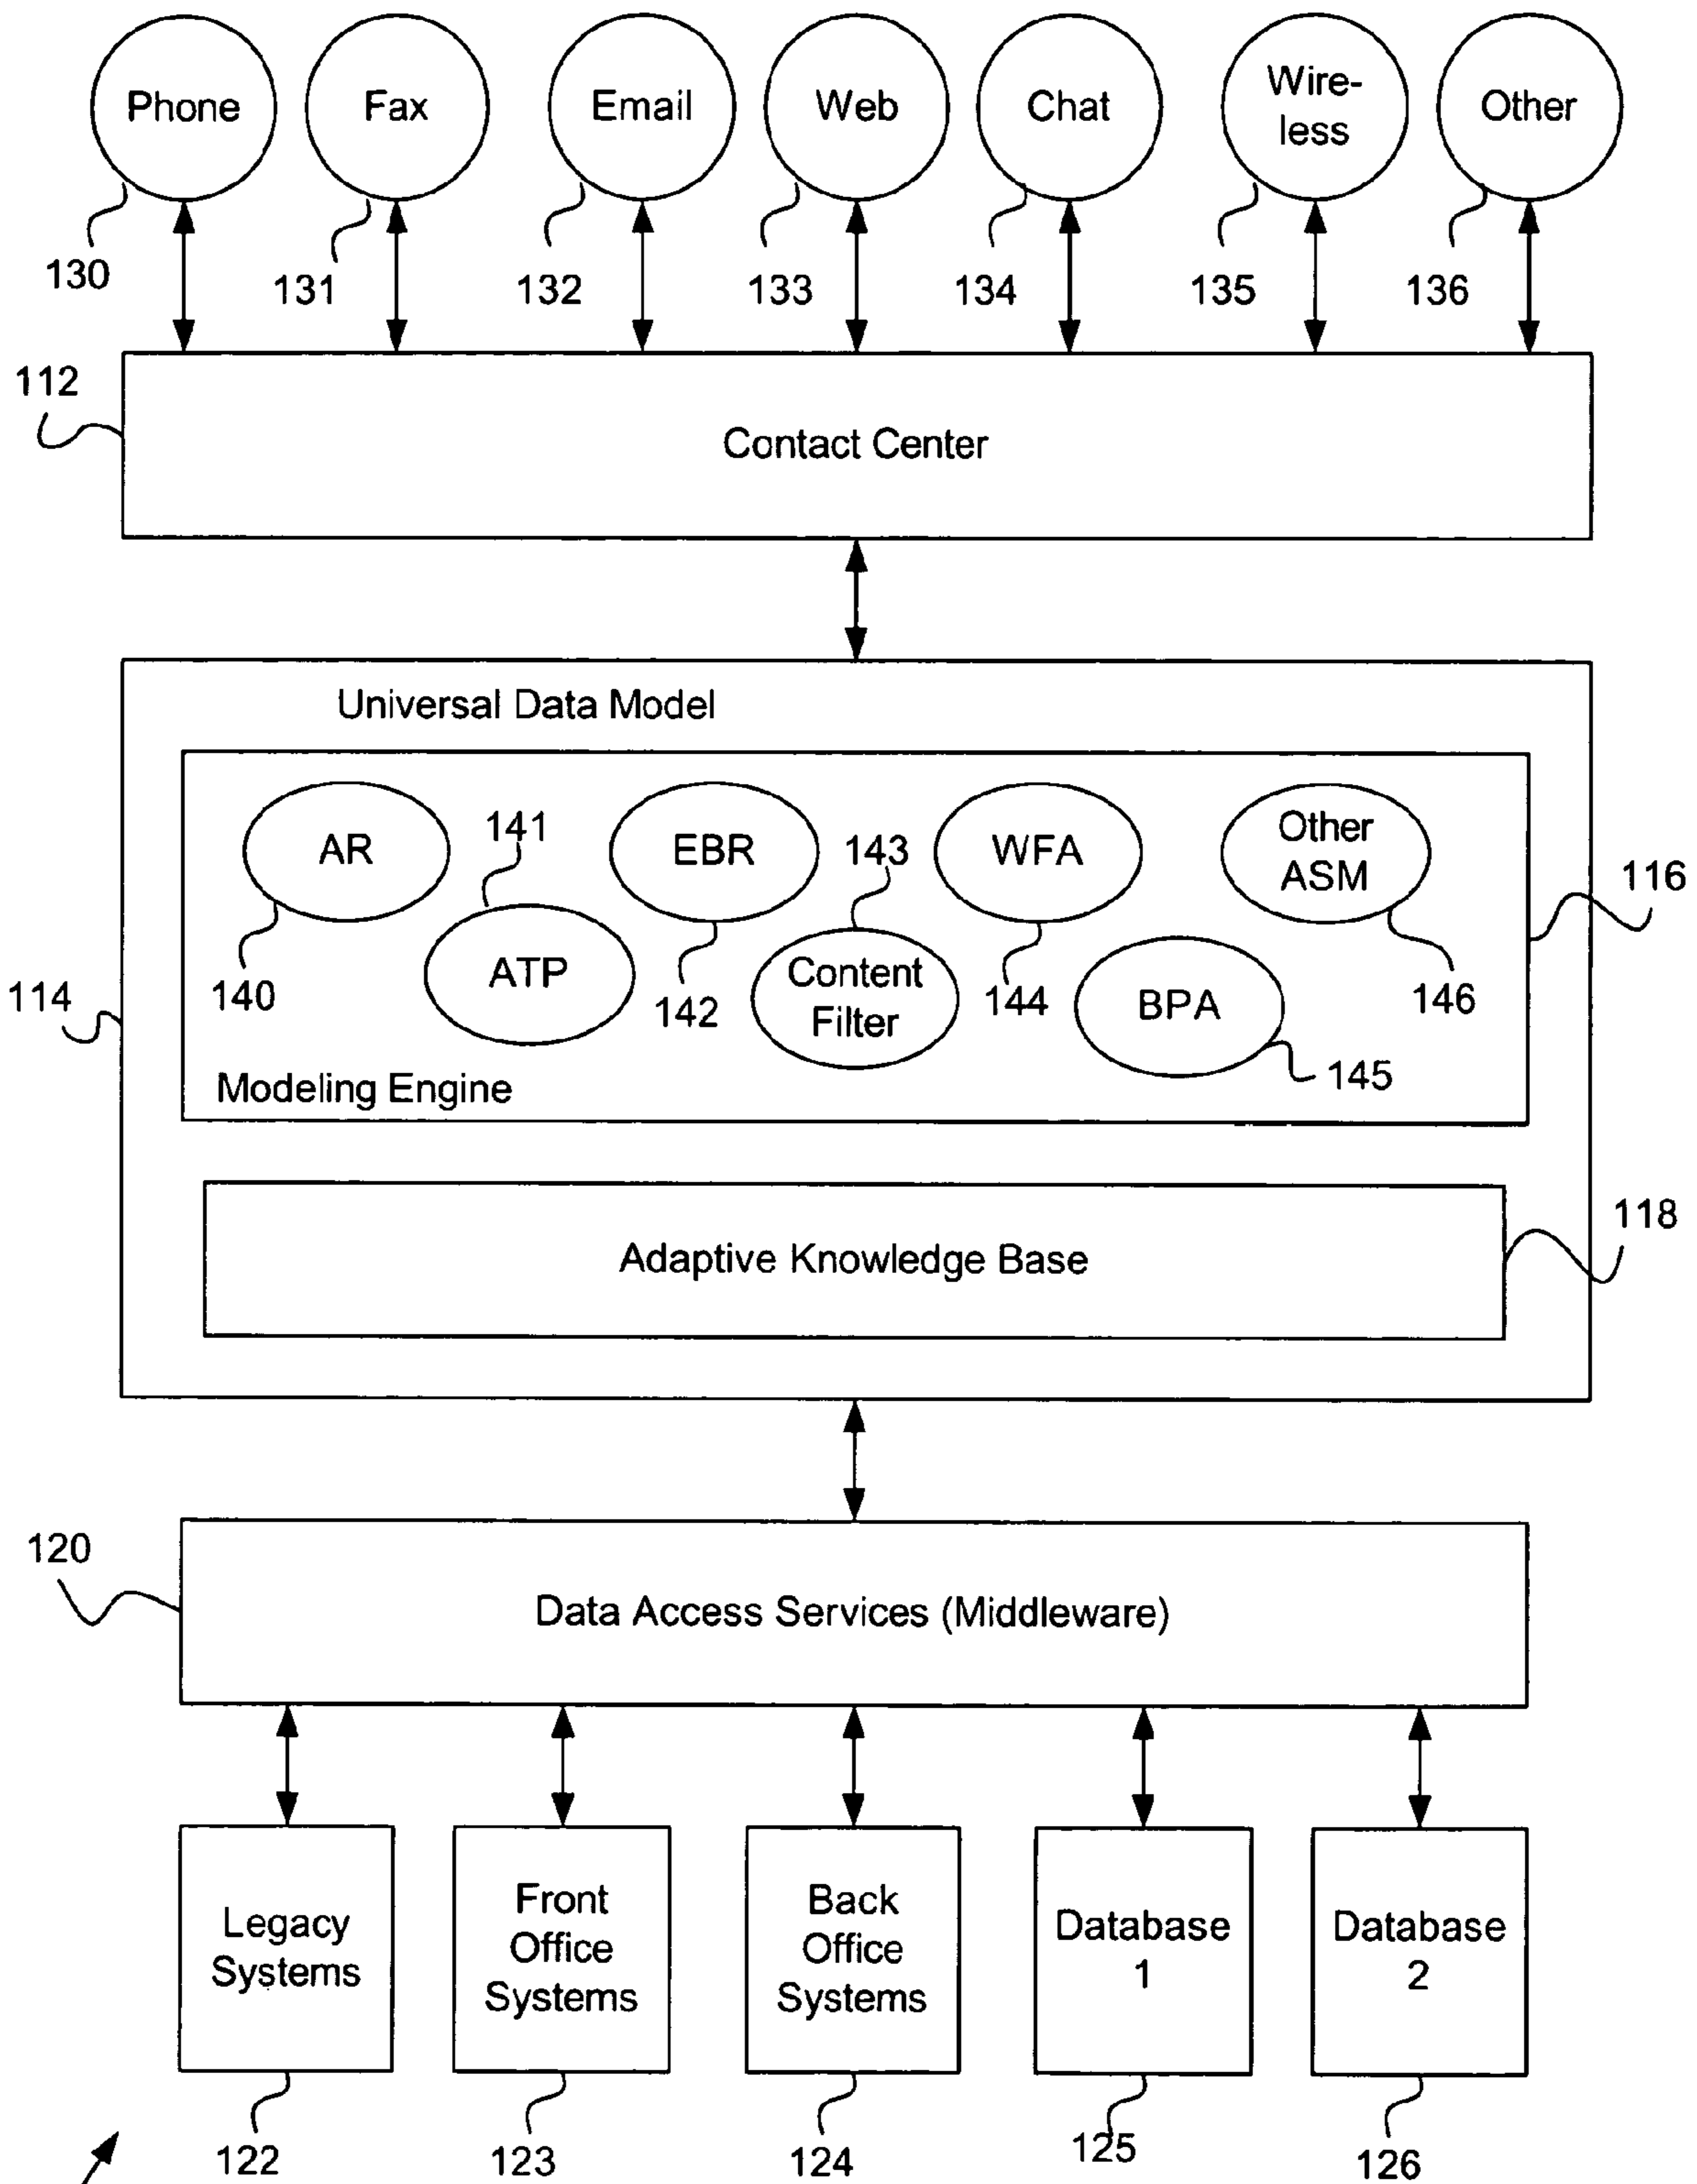 Phone
Fax
Email
Web
Chat
Wire-
less
Other
130
131
132
133
134
135
136
112
Contact Center
Universal Data Model
AR
141
EBR
143
WFA
Other
ASM
116
140
ATP
142
Content
Filter
144
BPA
146
114
145
Modeling Engine
118
Adaptive Knowledge Base
120
Data Access Services (Middleware)
Legacy
Systems
Front
Office
Systems
Back
Office
Systems
Database
1
Database
2
122
123
124
125
126